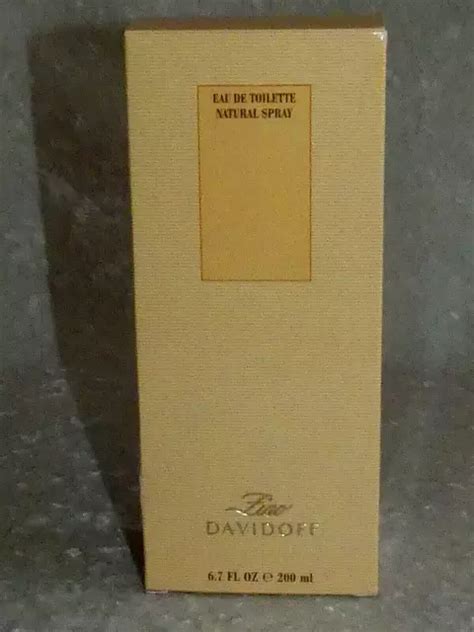 EAU DE TOILETTE
NATURAL SPRAY
Zino
DAVIDOFF
6.7 FL OZ ℮ 200 ml